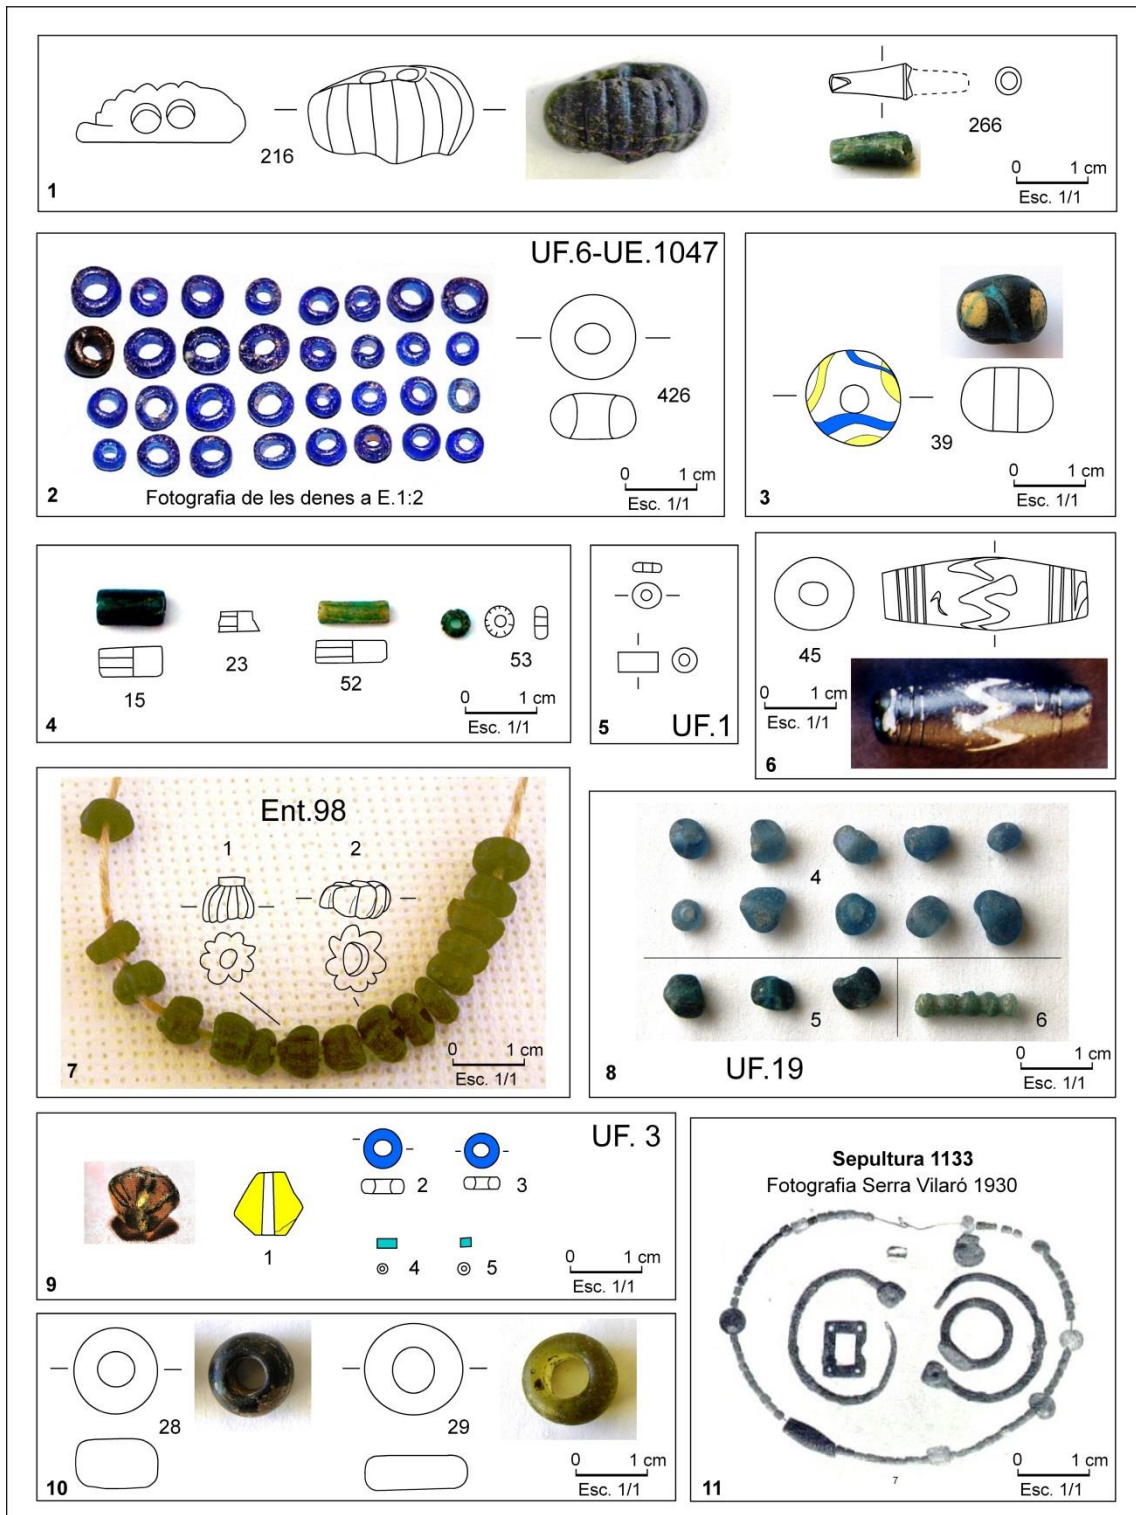 216
266
0 1 cm
Esc. 1/1
1
UF.6-UE.1047
426
0 1 cm
Esc. 1/1
2
Fotografia de les denes a E.1:2
39
0 1 cm
Esc. 1/1
3
15
23
52
53
0 1 cm
Esc. 1/1
4
5
UF.1
45
0 1 cm
Esc. 1/1
6
Ent.98
1 2
0 1 cm
Esc. 1/1
7
4
5
6
0 1 cm
Esc. 1/1
8
UF.19
UF. 3
1
2
3
4
5
0 1 cm
Esc. 1/1
9
28
29
0 1 cm
Esc. 1/1
10
Sepultura 1133
Fotografia Serra Vilaró 1930
7
0 1 cm
Esc. 1/1
11